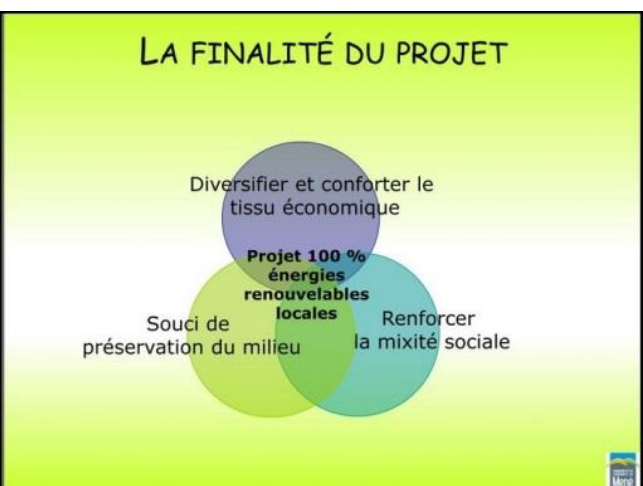 LA FINALITÉ DU PROJET
Diversifier et conforter le
tissu économique
Projet 100 %
énergies
renouvelables
locales
Souci de
préservation du milieu
Renforcer
la mixité sociale
Mené